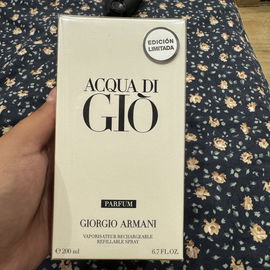 EDICIÓN
LIMITADA
ACQUA DI
GIÒ
PARFUM
GIORGIO ARMANI
VAPORISATEUR RECHARGEABLE
REFILLABLE SPRAY
℮ 200 ml 6.7 FL.OZ.